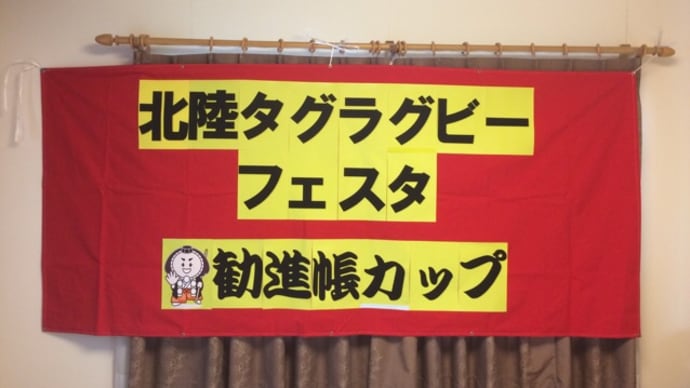 北陸タグラグビー
フェスタ
勧進帳カップ